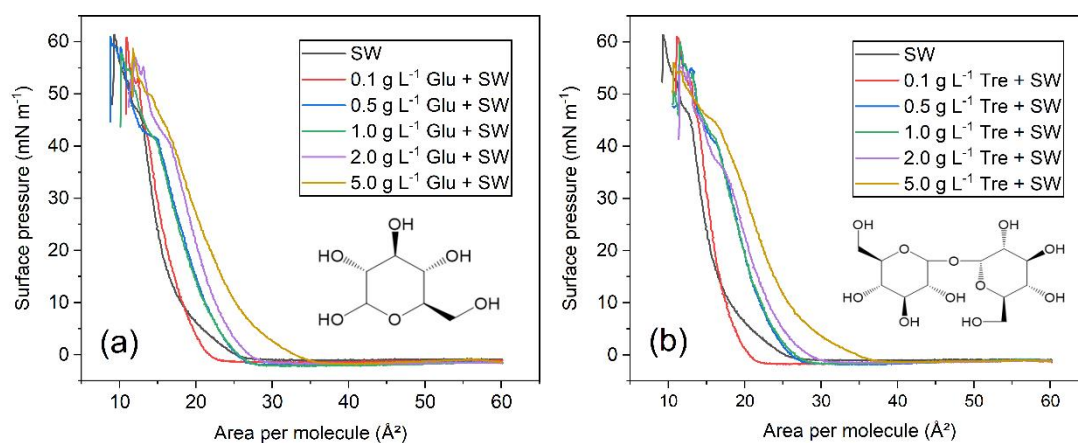 60
50
40
30
20
10
0
Surface pressure (mN m⁻¹)
SW
0.1 g L⁻¹ Glu + SW
0.5 g L⁻¹ Glu + SW
1.0 g L⁻¹ Glu + SW
2.0 g L⁻¹ Glu + SW
5.0 g L⁻¹ Glu + SW
OH
HO OH
HO O OH
(a)
10 20 30 40 50 60
Area per molecule (Å²)
60
50
40
30
20
10
0
Surface pressure (mN m⁻¹)
SW
0.1 g L⁻¹ Tre + SW
0.5 g L⁻¹ Tre + SW
1.0 g L⁻¹ Tre + SW
2.0 g L⁻¹ Tre + SW
5.0 g L⁻¹ Tre + SW
HO OH
O O OH
O
HO OH OH
OH HO
(b)
10 20 30 40 50 60
Area per molecule (Å²)